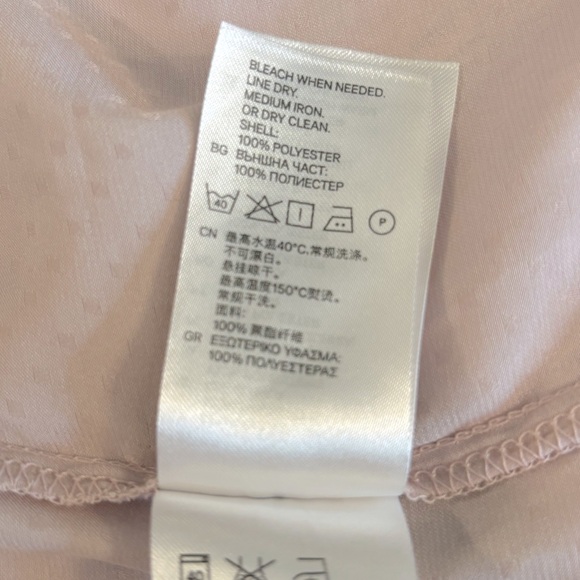 BLEACH WHEN NEEDED.
LINE DRY.
MEDIUM IRON.
OR DRY CLEAN.
SHELL:
100% POLYESTER
BG ВЪНШНА ЧАСТ:
100% ПОЛИЕСТЕР
40 P
CN 最高水温40°C,常规洗涤。
不可漂白。
悬挂晾干。
最高温度150°C熨烫。
常规干洗。
面料:
100% 聚酯纤维
GR ΕΞΩΤΕΡΙΚΟ ΥΦΑΣΜΑ:
100% ΠΟΛΥΕΣΤΕΡΑΣ